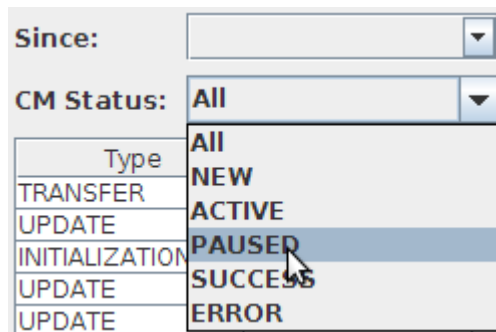 Since:
CM Status: All
Type
TRANSFER
UPDATE
INITIALIZATION
UPDATE
UPDATE
All
NEW
ACTIVE
PAUSED
SUCCESS
ERROR